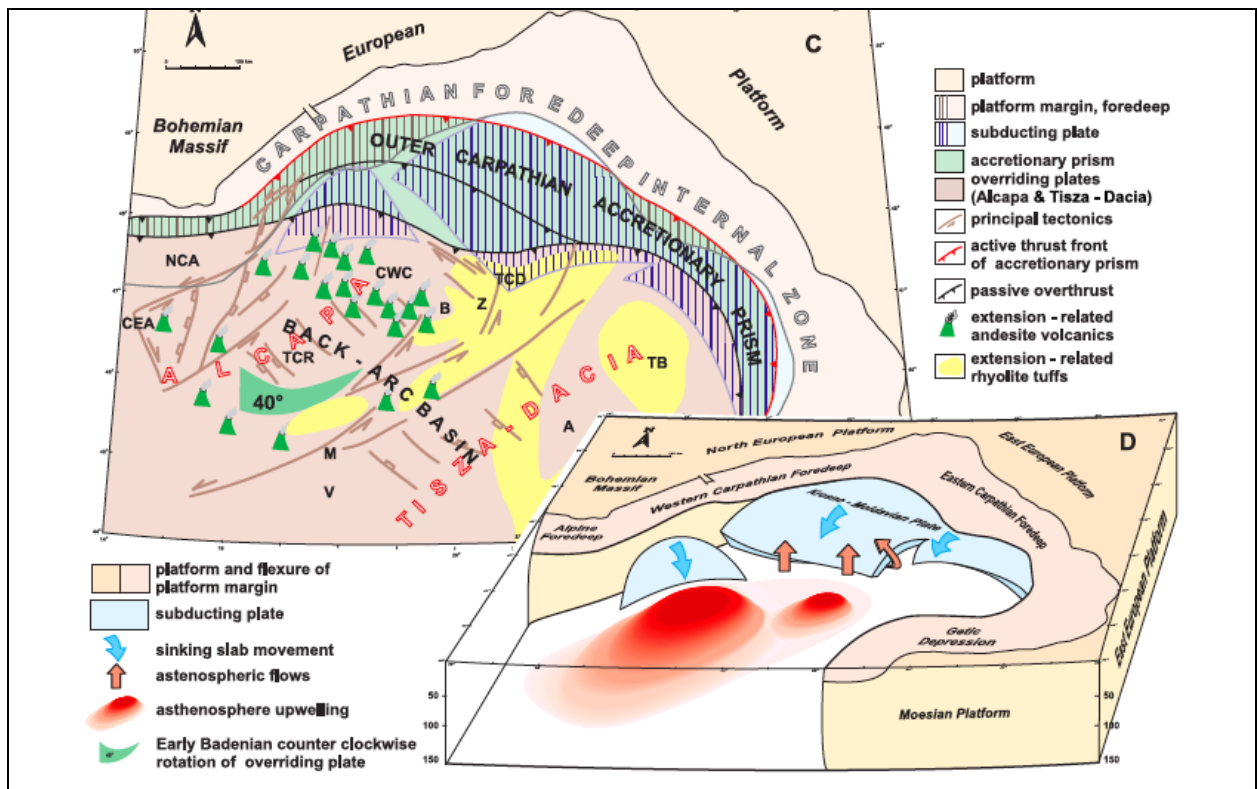 C
European
Platform
Bohemian
Massif
CARPATHIAN FOREDEEP INTERNAL ZONE
OUTER CARPATHIAN ACCRETIONARY PRISM
NCA
CWC
CEA
TCR
TCD
B
Z
TB
A
M
V
ALCAPA
BACK-ARC BASIN
TISZA-DACIA
40°
platform
platform margin, foredeep
subducting plate
accretionary prism
overriding plates
(Alcapa & Tisza - Dacia)
principal tectonics
active thrust front
of accretionary prism
passive overthrust
extension - related
andesite volcanics
extension - related
rhyolite tuffs
D
N
North European Platform
East European Platform
Bohemian Massif
Western Carpathian Foredeep
Krosno - Moldavian Plate
Eastern Carpathian Foredeep
Alpine
Foredeep
Getic
Depression
East European Platform
Moesian Platform
50
100
150
50
100
150
platform and flexure of
platform margin
subducting plate
sinking slab movement
astenospheric flows
asthenosphere upwelling
Early Badenian counter clockwise
rotation of overriding plate